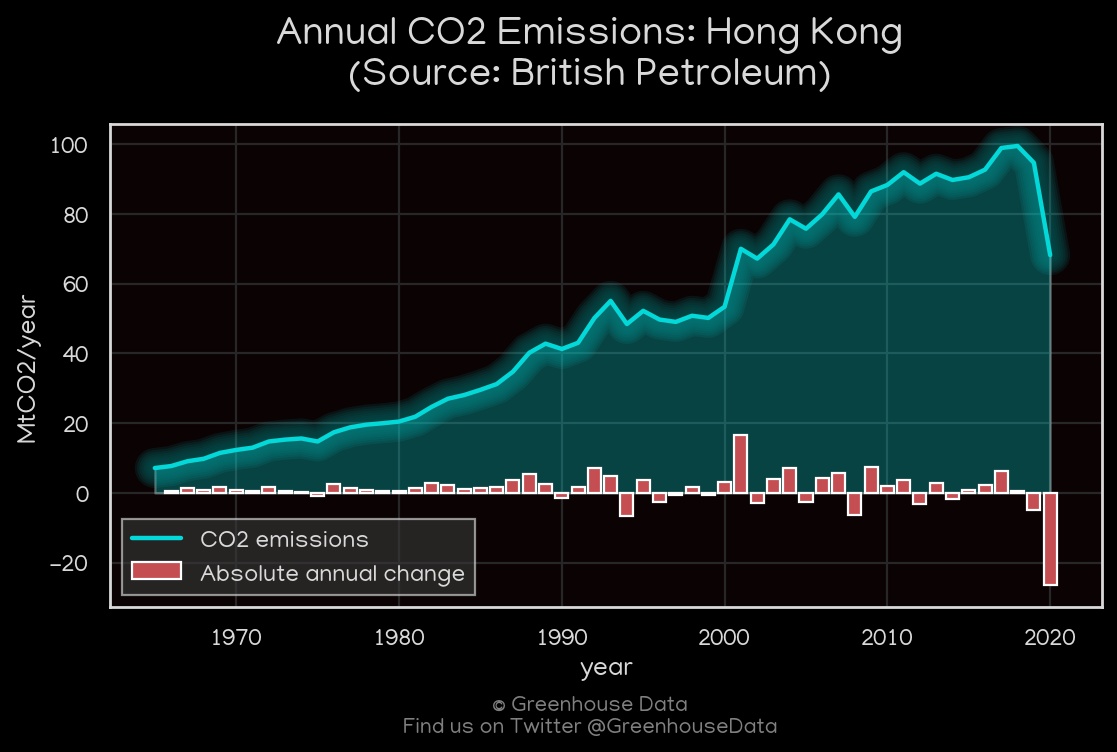 Annual CO2 Emissions: Hong Kong
(Source: British Petroleum)
MtCO2/year
100
80
60
40
20
0
−20
CO2 emissions
Absolute annual change
1970
1980
1990
2000
2010
2020
year
© Greenhouse Data
Find us on Twitter @GreenhouseData